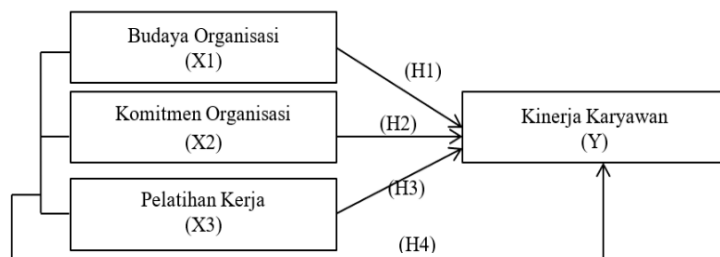 Budaya Organisasi
(X1)
(H1)
Komitmen Organisasi
(X2)
(H2)
Kinerja Karyawan
(Y)
Pelatihan Kerja
(X3)
(H3)
(H4)